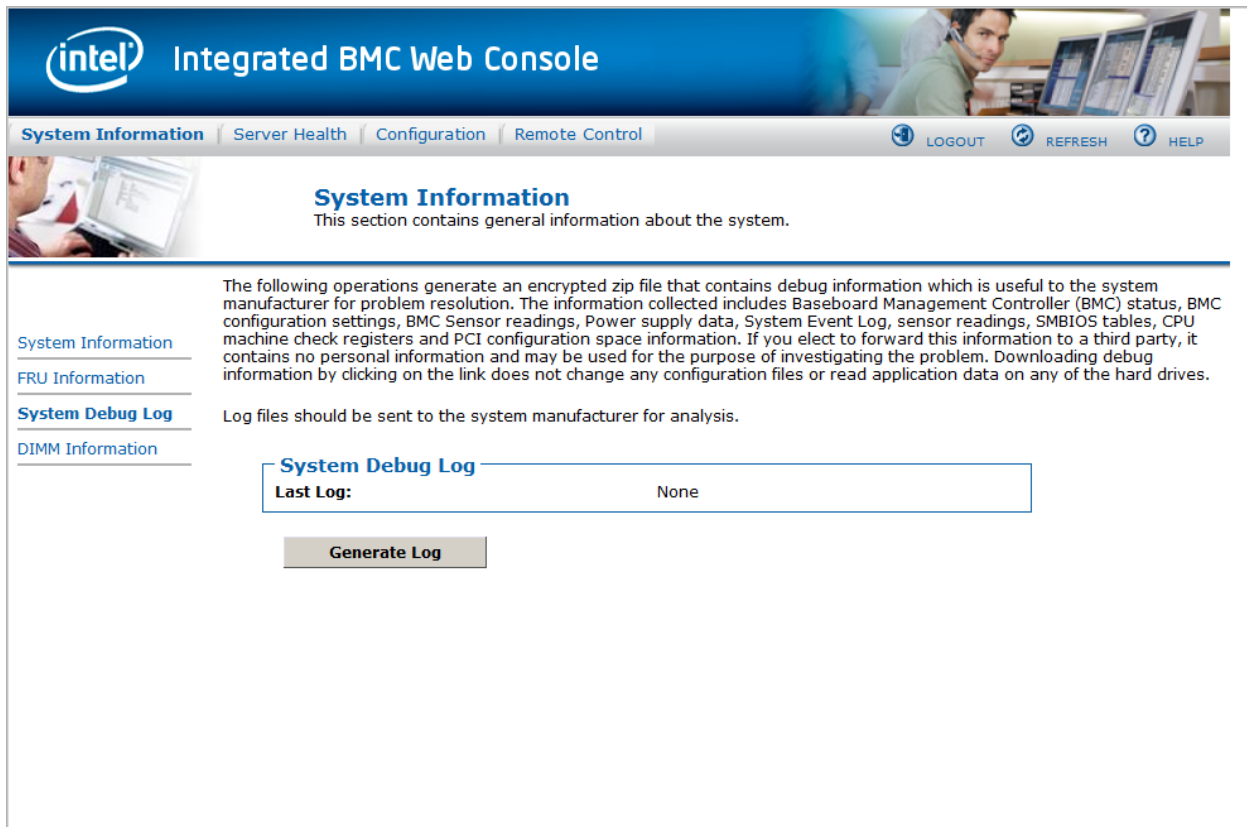 intel Integrated BMC Web Console
System Information Server Health Configuration Remote Control LOGOUT REFRESH HELP
System Information
This section contains general information about the system.
System Information
FRU Information
System Debug Log
DIMM Information
The following operations generate an encrypted zip file that contains debug information which is useful to the system
manufacturer for problem resolution. The information collected includes Baseboard Management Controller (BMC) status, BMC
configuration settings, BMC Sensor readings, Power supply data, System Event Log, sensor readings, SMBIOS tables, CPU
machine check registers and PCI configuration space information. If you elect to forward this information to a third party, it
contains no personal information and may be used for the purpose of investigating the problem. Downloading debug
information by clicking on the link does not change any configuration files or read application data on any of the hard drives.
Log files should be sent to the system manufacturer for analysis.
System Debug Log
Last Log: None
Generate Log